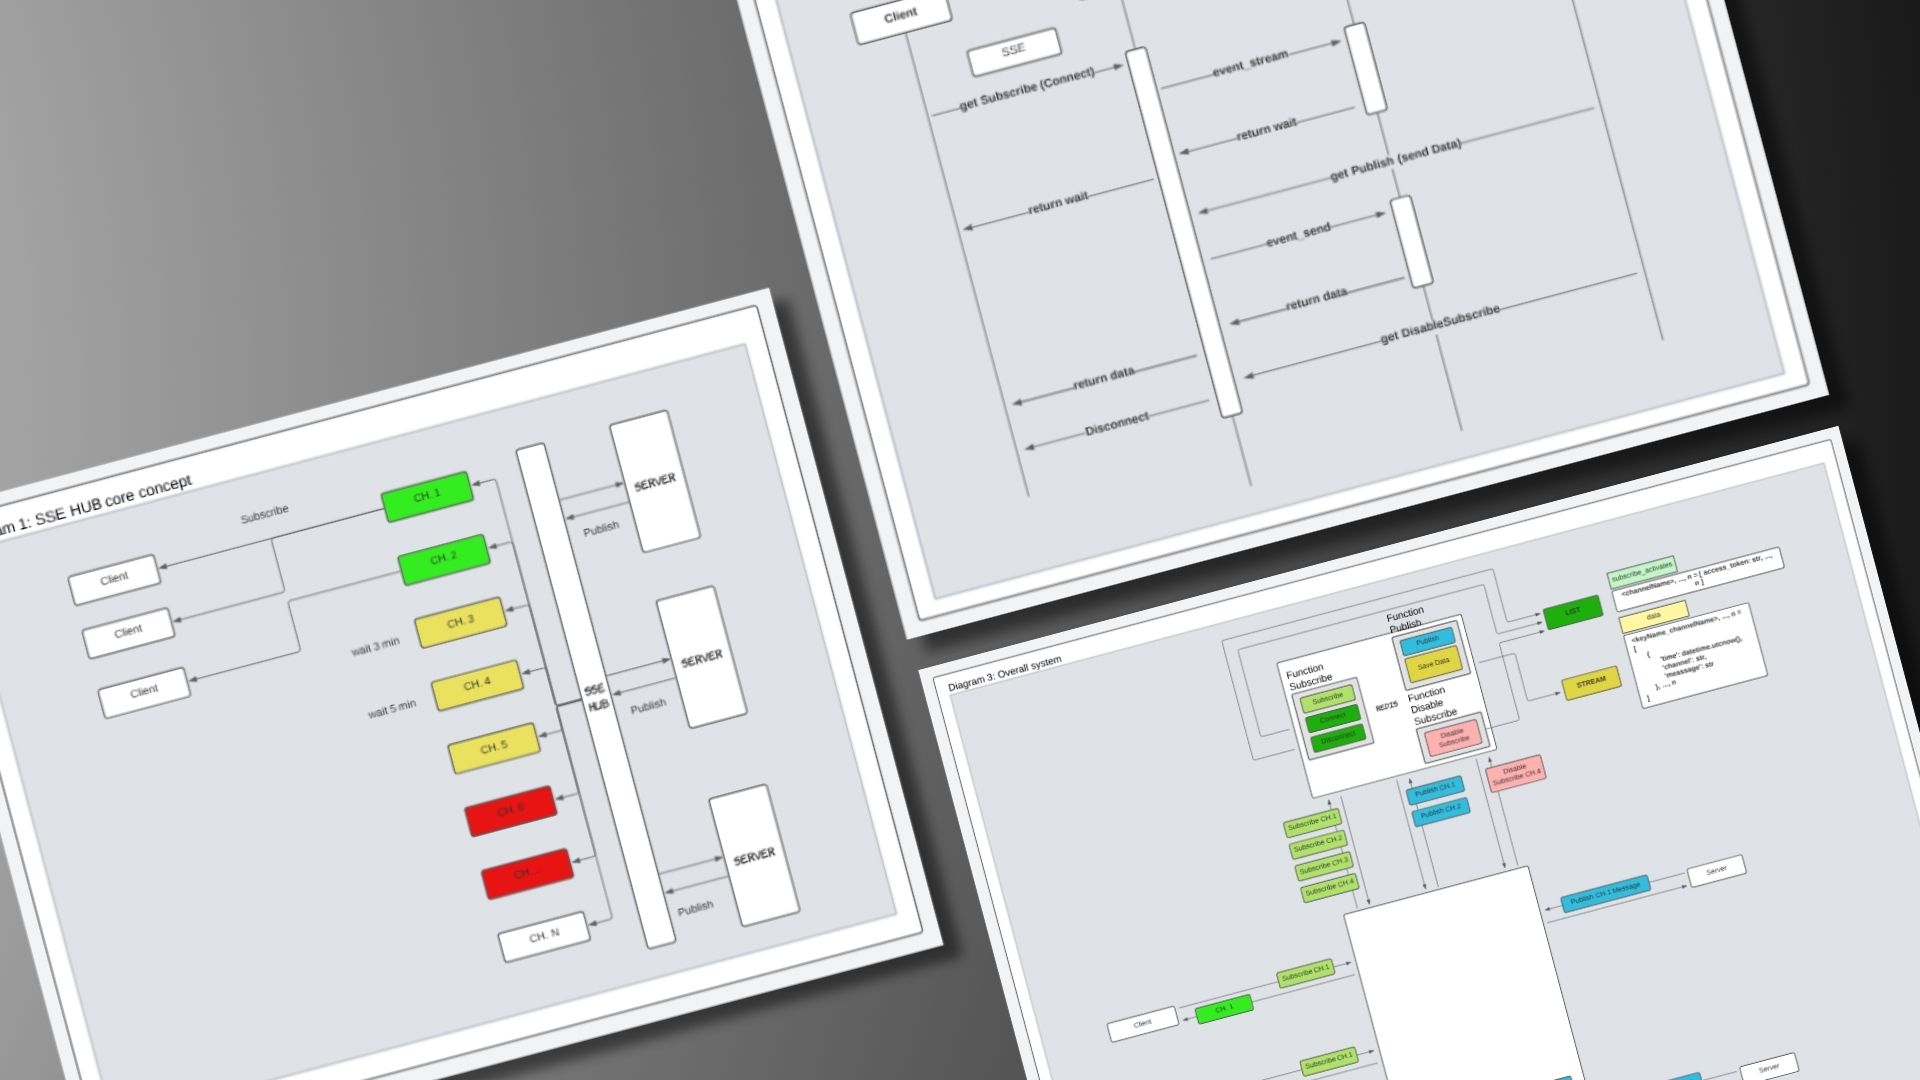 am 1: SSE HUB core concept
Subscribe
Client
Client
Client
CH. 1
CH. 2
CH. 3
CH. 4
CH. 5
CH. 6
CH. ..
CH. N
wait 3 min
wait 5 min
SSE
HUB
SERVER
Publish
SERVER
Publish
SERVER
Publish
Client
SSE
get Subscribe (Connect)
event_stream
return wait
get Publish (send Data)
return wait
event_send
return data
get DisableSubscribe
return data
Disconnect
Diagram 3: Overall system
Function
Subscribe
Subscribe
Connect
Disconnect
REDIS
Function
Publish
Publish
Save Data
Function
Disable
Subscribe
Disable
Subscribe
LIST
STREAM
subscribe_activates
<channelName>, ..., n = [ access_token: str, ...,
n ]
data
<keyName_channelName>, ..., n =
[
{
'time': datetime.utcnow(),
'channel': str,
'meassage': str
}, ..., n
]
Subscribe CH.1
Subscribe CH.2
Subscribe CH.3
Subscribe CH.4
Publish CH.1
Publish CH.2
Disable
Subscribe CH.4
Publish CH.1 Message
Server
Subscribe CH.1
CH. 1
Client
Subscribe CH.1
Server